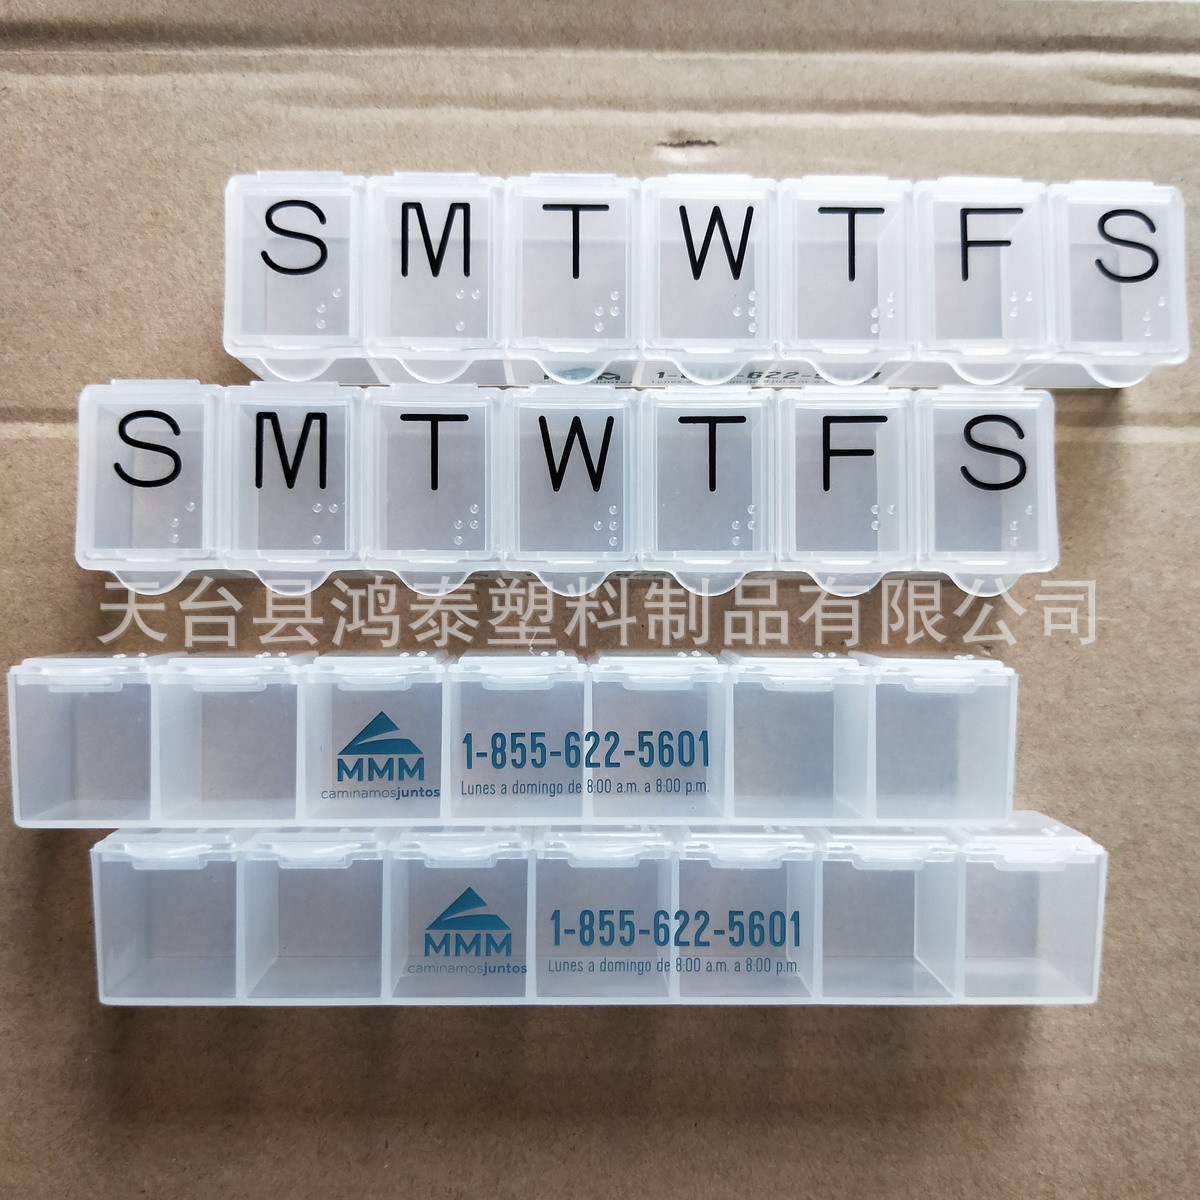 S M T W T F S
MMM
S M T W T F S
天台县鸿泰塑料制品有限公司
MMM
caminamosjuntos
1-855-622-5601
Lunes a domingo de 8:00 a.m. a 8:00 p.m.
MMM
caminamosjuntos
1-855-622-5601
Lunes a domingo de 8:00 a.m. a 8:00 p.m.